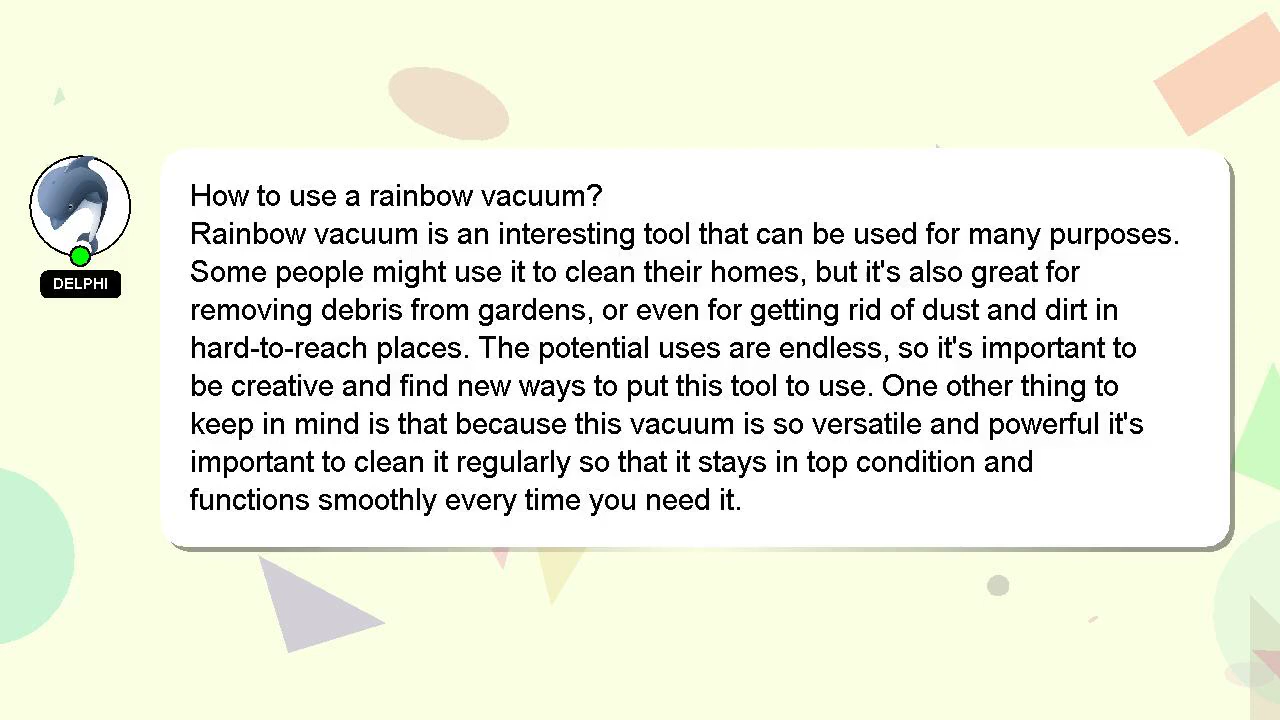 How to use a rainbow vacuum?
Rainbow vacuum is an interesting tool that can be used for many purposes.
Some people might use it to clean their homes, but it's also great for
removing debris from gardens, or even for getting rid of dust and dirt in
hard-to-reach places. The potential uses are endless, so it's important to
be creative and find new ways to put this tool to use. One other thing to
keep in mind is that because this vacuum is so versatile and powerful it's
important to clean it regularly so that it stays in top condition and
functions smoothly every time you need it.
DELPHI